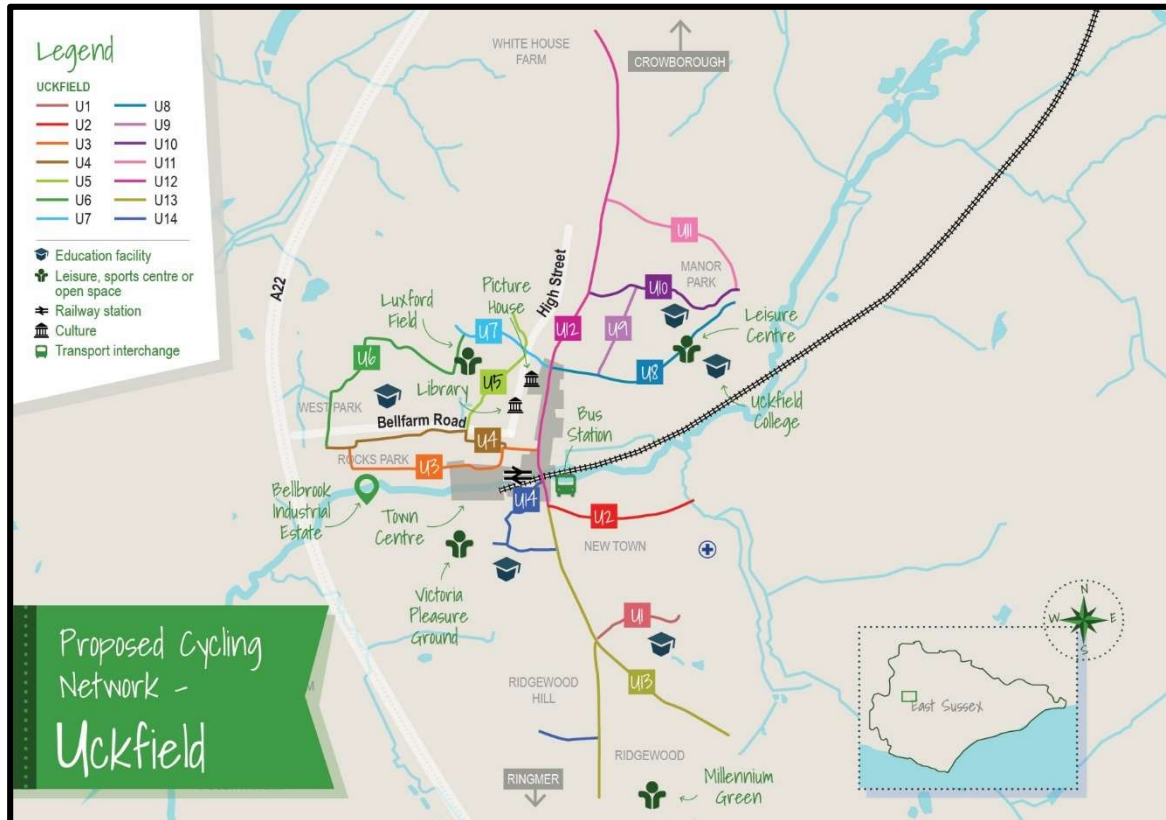 Legend
UCKFIELD
U1
U2
U3
U4
U5
U6
U7
U8
U9
U10
U11
U12
U13
U14
Education facility
Leisure, sports centre or
open space
Railway station
Culture
Transport interchange
WHITE HOUSE
FARM
CROWBOROUGH
A22
High Street
Picture
House
Luxford
Field
U11
MANOR
PARK
U10
U7
U12
U9
Leisure
Centre
U6
U5
U8
Library
WEST PARK
Bellfarm Road
Uckfield
College
Bus
Station
U4
ROCKS PARK
U3
U14
Bellbrook
Industrial
Estate
Town
Centre
U2
NEW TOWN
Victoria
Pleasure
Ground
U1
U13
RIDGEWOOD
HILL
RIDGEWOOD
RINGMER
Millennium
Green
Proposed Cycling
Network -
Uckfield
M
N
W
E
S
East Sussex